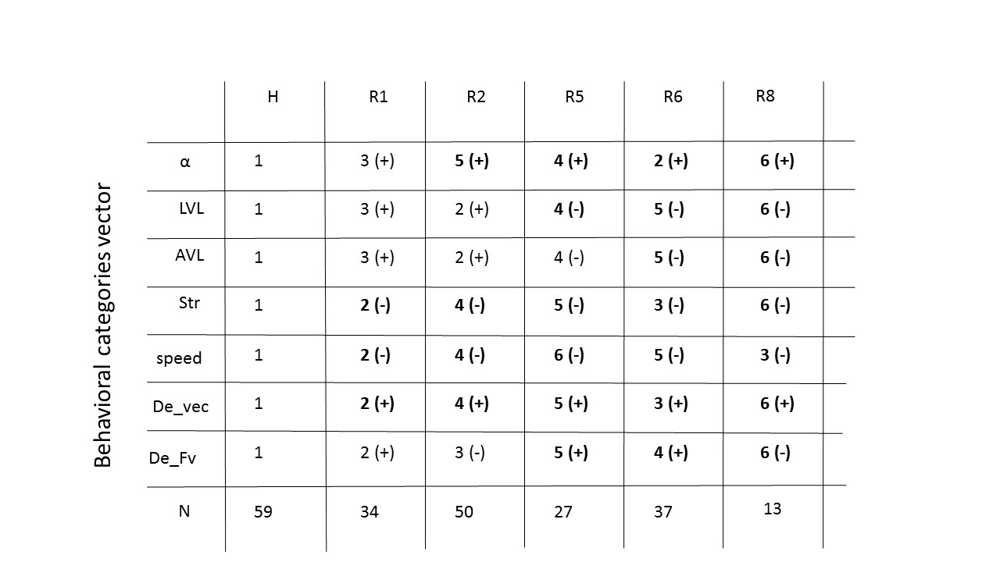 Behavioral categories vector
H R1 R2 R5 R6 R8
α 1 3 (+) 5 (+) 4 (+) 2 (+) 6 (+)
LVL 1 3 (+) 2 (+) 4 (-) 5 (-) 6 (-)
AVL 1 3 (+) 2 (+) 4 (-) 5 (-) 6 (-)
Str 1 2 (-) 4 (-) 5 (-) 3 (-) 6 (-)
speed 1 2 (-) 4 (-) 6 (-) 5 (-) 3 (-)
De_vec 1 2 (+) 4 (+) 5 (+) 3 (+) 6 (+)
De_Fv 1 2 (+) 3 (-) 5 (+) 4 (+) 6 (-)
N 59 34 50 27 37 13